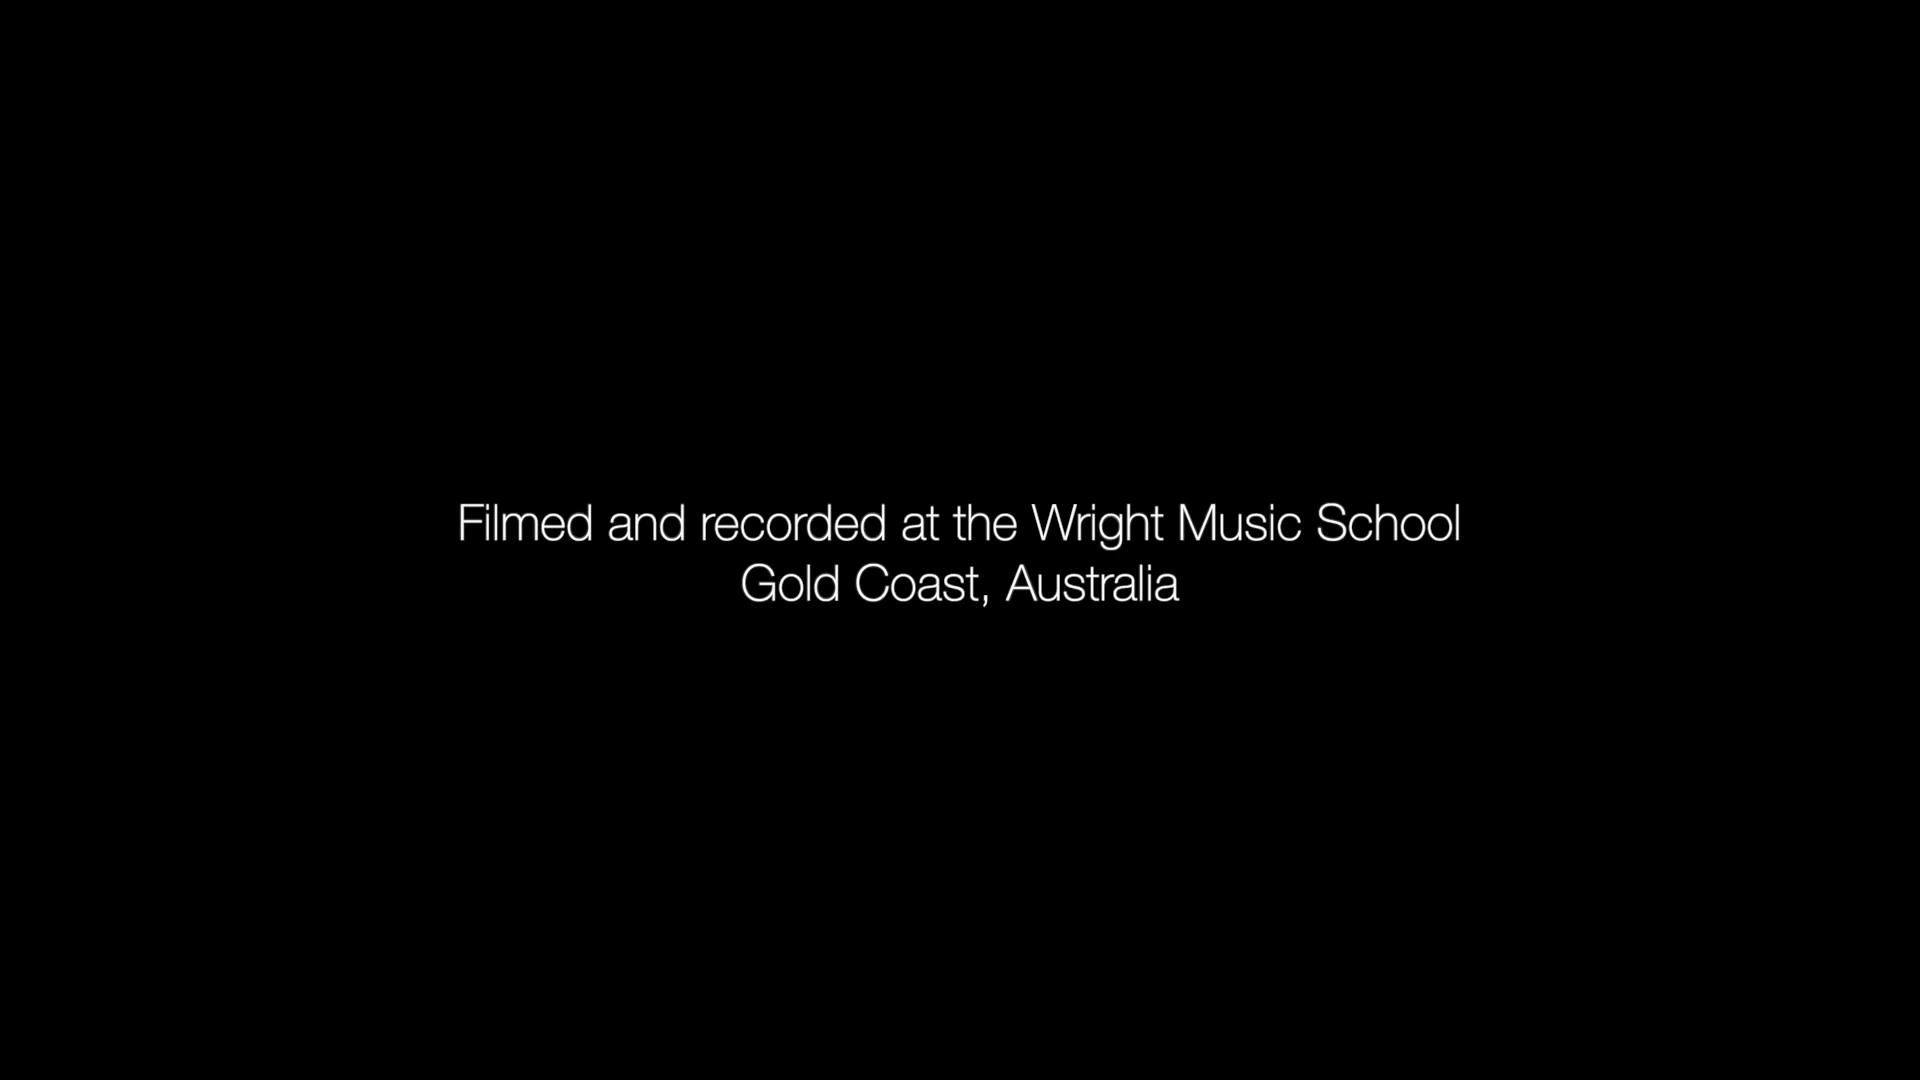 Filmed and recorded at the Wright Music School
Gold Coast, Australia